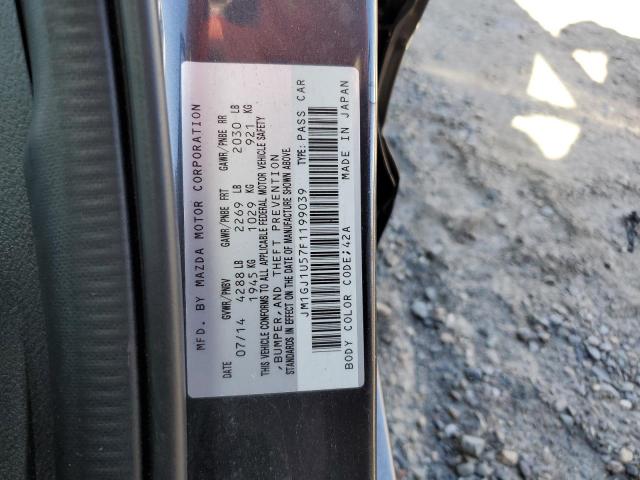 MFD. BY MAZDA MOTOR CORPORATION
DATE GVWR/PNBV GAWR/PNBE FRT GAWR/PNBE RR
07/14 4288 LB 2269 LB 2030 LB
1945 KG 1029 KG 921 KG
THIS VEHICLE CONFORMS TO ALL APPLICABLE FEDERAL MOTOR VEHICLE SAFETY
,BUMPER,AND THEFT PREVENTION
STANDARDS IN EFFECT ON THE DATE OF MANUFACTURE SHOWN ABOVE.
JM1GJ1U57F1199039 TYPE: PASS CAR
BODY COLOR CODE;42A MADE IN JAPAN